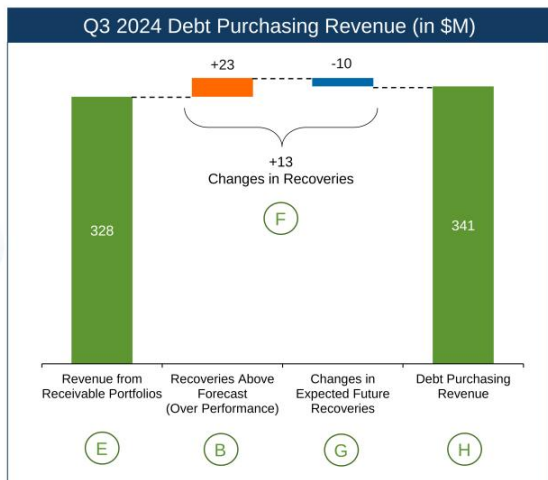 Q3 2024 Debt Purchasing Revenue (in $M)
+23
-10
+13
Changes in Recoveries
F
328
341
Revenue from
Receivable Portfolios
Recoveries Above
Forecast
(Over Performance)
Changes in
Expected Future
Recoveries
Debt Purchasing
Revenue
E
B
G
H